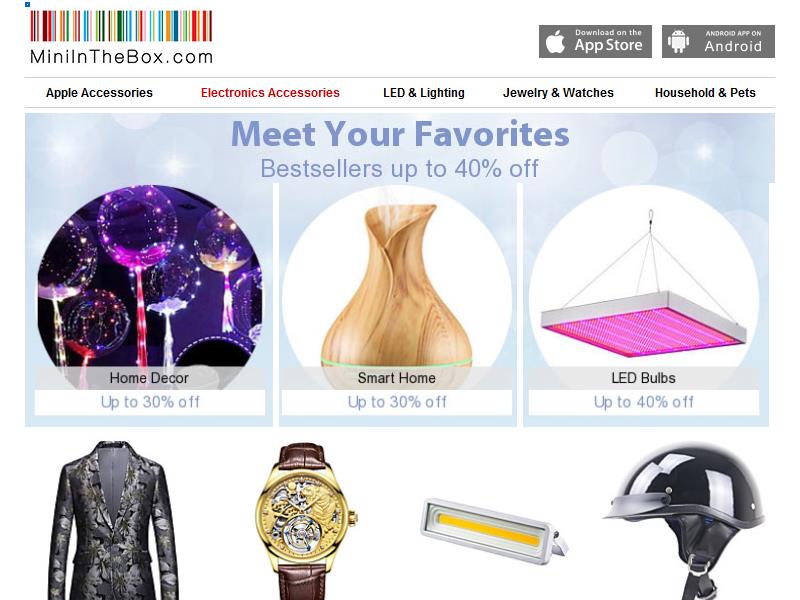 MiniInTheBox.com
Download on the
App Store
ANDROID APP ON
Android
Apple Accessories
Electronics Accessories
LED & Lighting
Jewelry & Watches
Household & Pets
Meet Your Favorites
Bestsellers up to 40% off
Home Decor
Smart Home
LED Bulbs
Up to 30% off
Up to 30% off
Up to 40% off